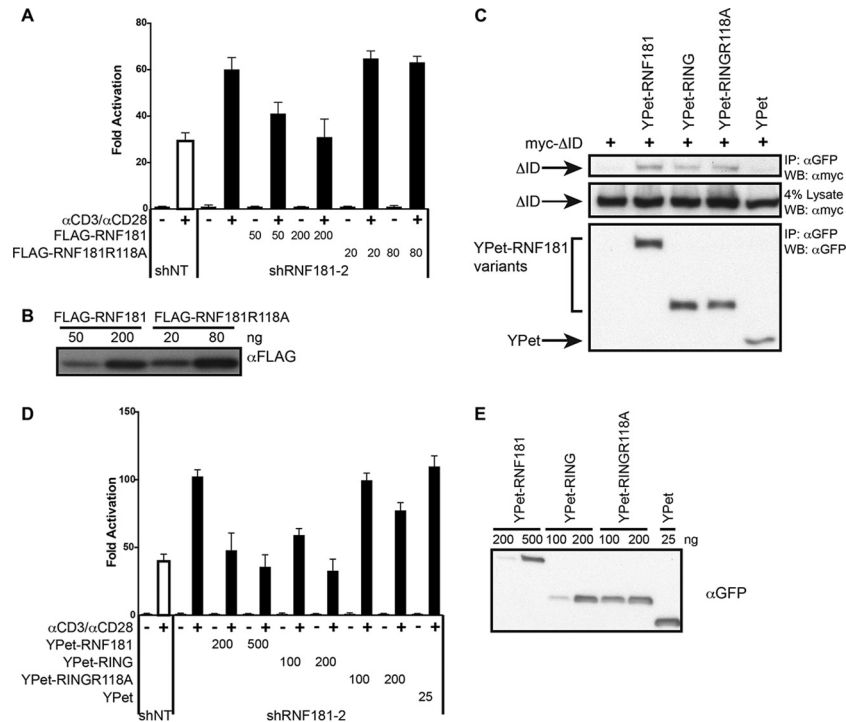 A
80
60
40
20
0
Fold Activation
αCD3/αCD28 - + - + - + - + - + - +
FLAG-RNF181 50 50 200 200
FLAG-RNF181R118A 20 20 80 80
shNT shRNF181-2
B
FLAG-RNF181 FLAG-RNF181R118A
50 200 20 80 ng
αFLAG
C
YPet-RNF181
YPet-RING
YPet-RINGR118A
YPet
myc-ΔID + + + + +
ΔID
IP: αGFP
WB: αmyc
ΔID
4% Lysate
WB: αmyc
YPet-RNF181
variants
IP: αGFP
WB: αGFP
YPet
D
150
100
50
0
Fold Activation
αCD3/αCD28 - + - + - + - + - + - + - + - + - +
YPet-RNF181 200 500
YPet-RING 100 200
YPet-RINGR118A 100 200
YPet 25
shNT shRNF181-2
E
YPet-RNF181
YPet-RING
YPet-RINGR118A
YPet
200 500 100 200 100 200 25 ng
αGFP